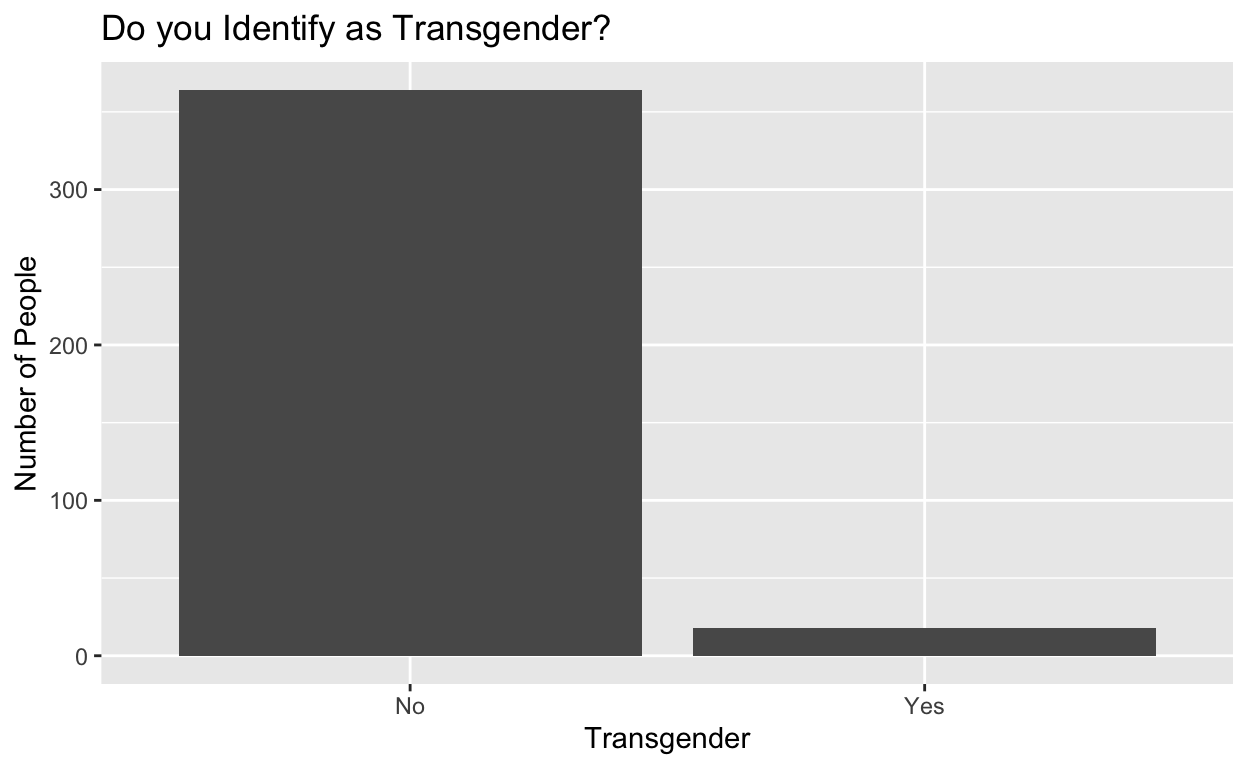 Do you Identify as Transgender?
Number of People
300
200
100
0
No
Yes
Transgender